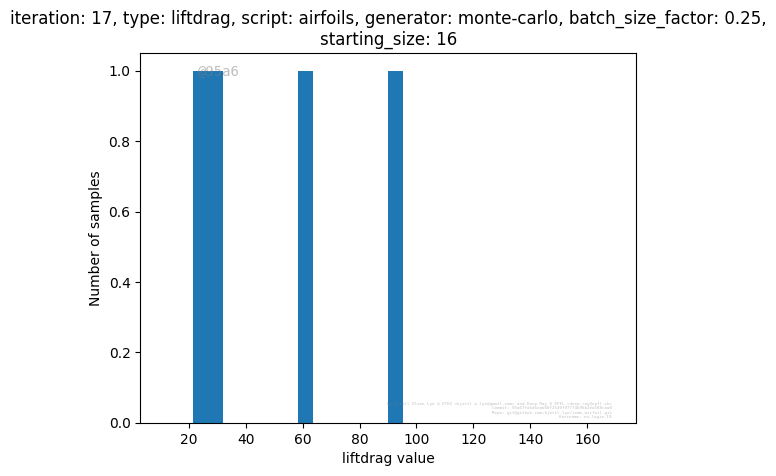 iteration: 17, type: liftdrag, script: airfoils, generator: monte-carlo, batch_size_factor: 0.25,
starting_size: 16
@95a6
1.0
0.8
0.6
0.4
0.2
0.0
Number of samples
20 40 60 80 100 120 140 160
liftdrag value